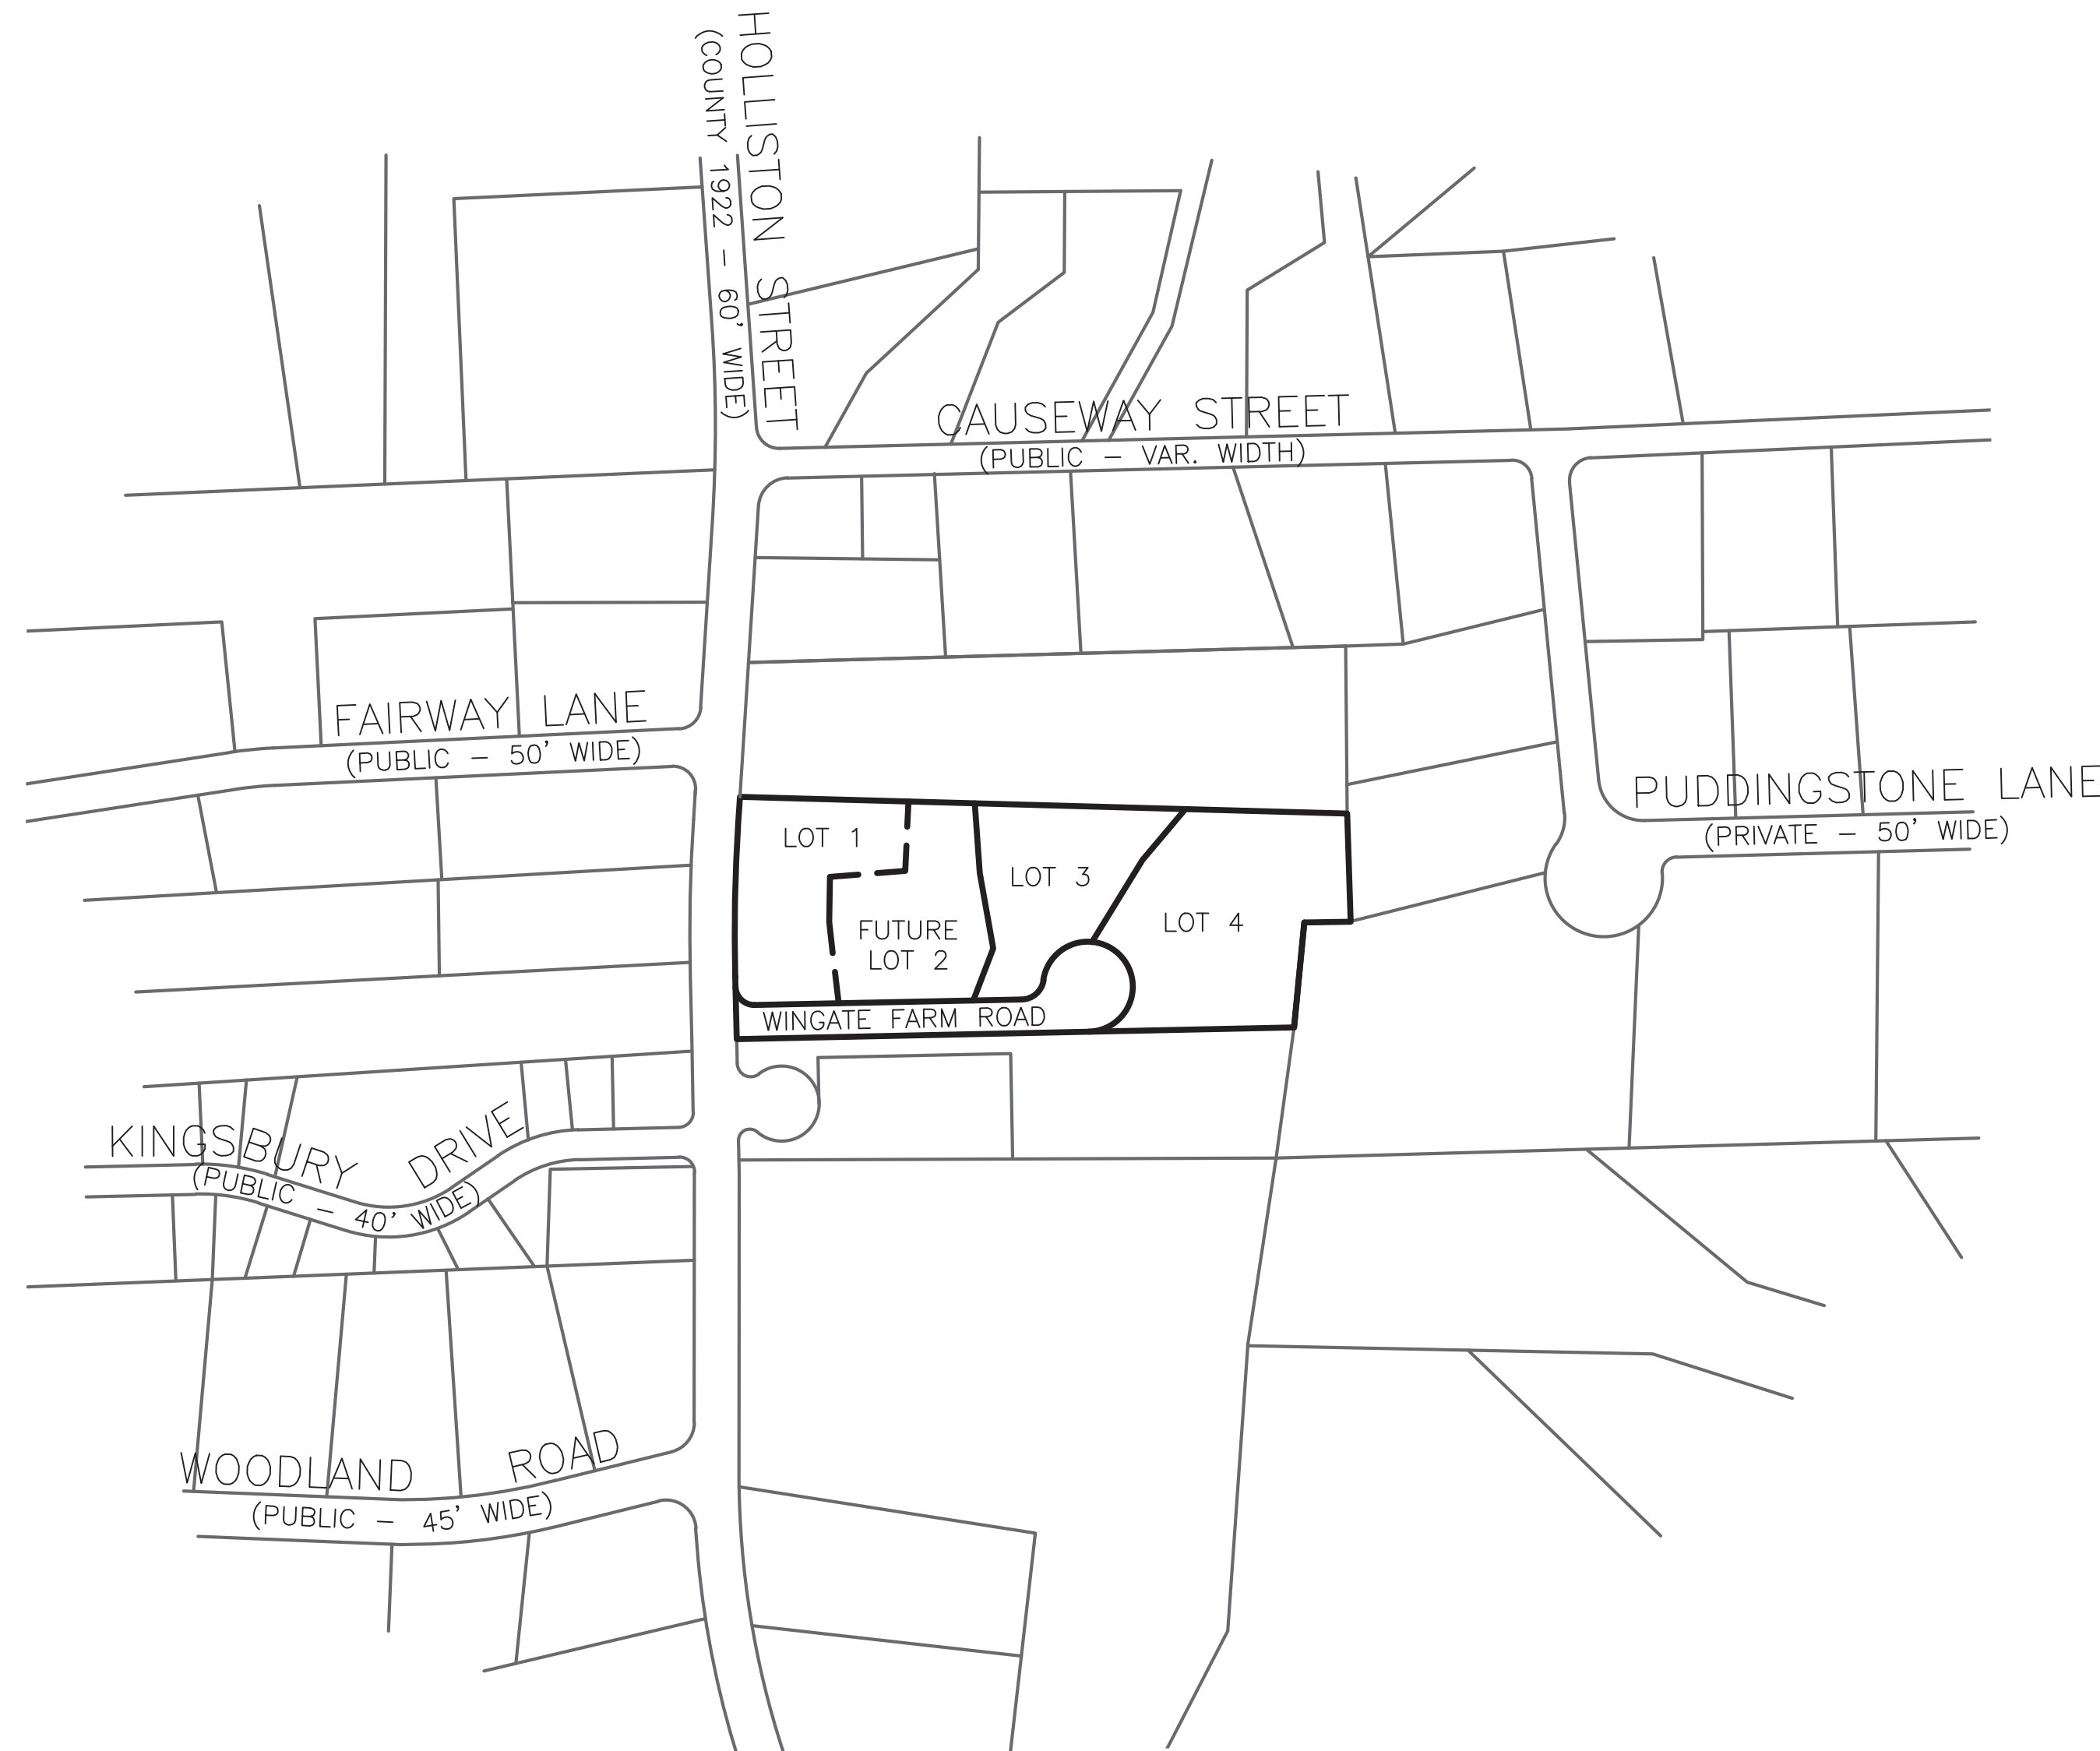 HOLLISTON STREET
(COUNTY 1922 – 60' WIDE)
CAUSEWAY STREET
(PUBLIC – VAR. WIDTH)
FAIRWAY LANE
(PUBLIC – 50' WIDE)
PUDDINGSTONE LANE
(PRIVATE – 50' WIDE)
LOT 1
LOT 3
LOT 4
FUTURE
LOT 2
WINGATE FARM ROAD
KINGSBURY DRIVE
(PUBLIC – 40' WIDE)
WOODLAND ROAD
(PUBLIC – 45' WIDE)